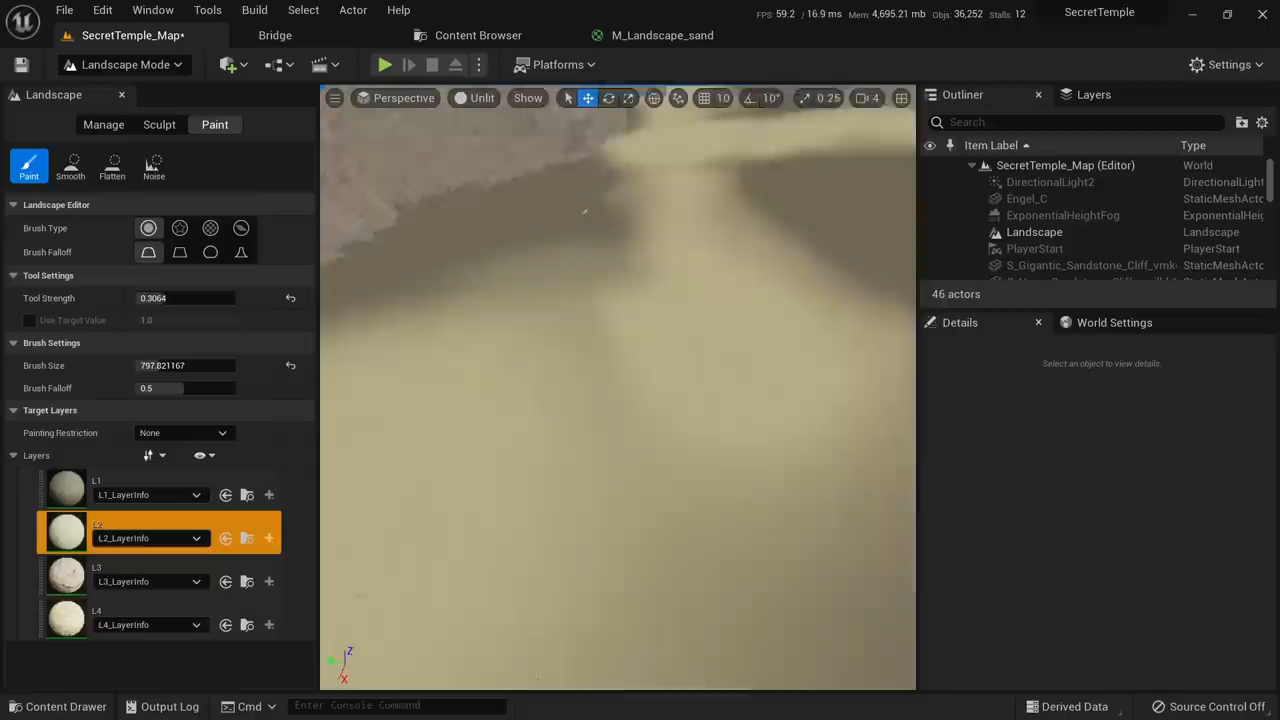 File Edit Window Tools Build Select Actor Help
FPS: 59.2 / 16.9 ms Mem: 4,695.21 mb Objs: 36,252 Stalls: 12
SecretTemple
SecretTemple_Map*
Bridge
Content Browser
M_Landscape_sand
Landscape Mode
Platforms
Settings
Landscape
Manage Sculpt Paint
Paint Smooth Flatten Noise
Landscape Editor
Brush Type
Brush Falloff
Tool Settings
Tool Strength 0.3064
Use Target Value 1.0
Brush Settings
Brush Size 797.821167
Brush Falloff 0.5
Target Layers
Painting Restriction None
Layers
L1
L1_LayerInfo
L2
L2_LayerInfo
L3
L3_LayerInfo
L4
L4_LayerInfo
Perspective Unlit Show 10 10° 0.25 4
Z
X
Outliner Layers
Search...
Item Label Type
SecretTemple_Map (Editor) World
DirectionalLight2 DirectionalLight
Engel_C StaticMeshActo
ExponentialHeightFog ExponentialHeig
Landscape Landscape
PlayerStart PlayerStart
S_Gigantic_Sandstone_Cliff_vmk StaticMeshActo
46 actors
Details World Settings
Select an object to view details.
Content Drawer Output Log Cmd Enter Console Command Derived Data Source Control Off